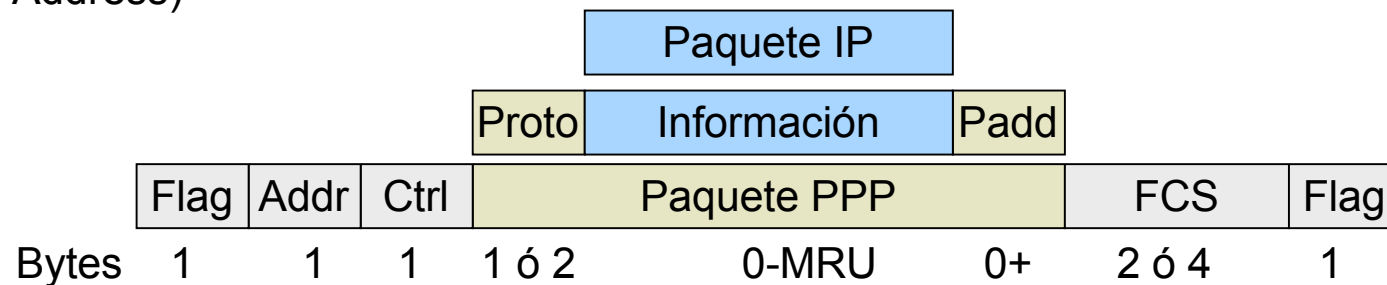 Address)
Paquete IP
Proto Información Padd
Flag Addr Ctrl Paquete PPP FCS Flag
Bytes 1 1 1 1 ó 2 0-MRU 0+ 2 ó 4 1